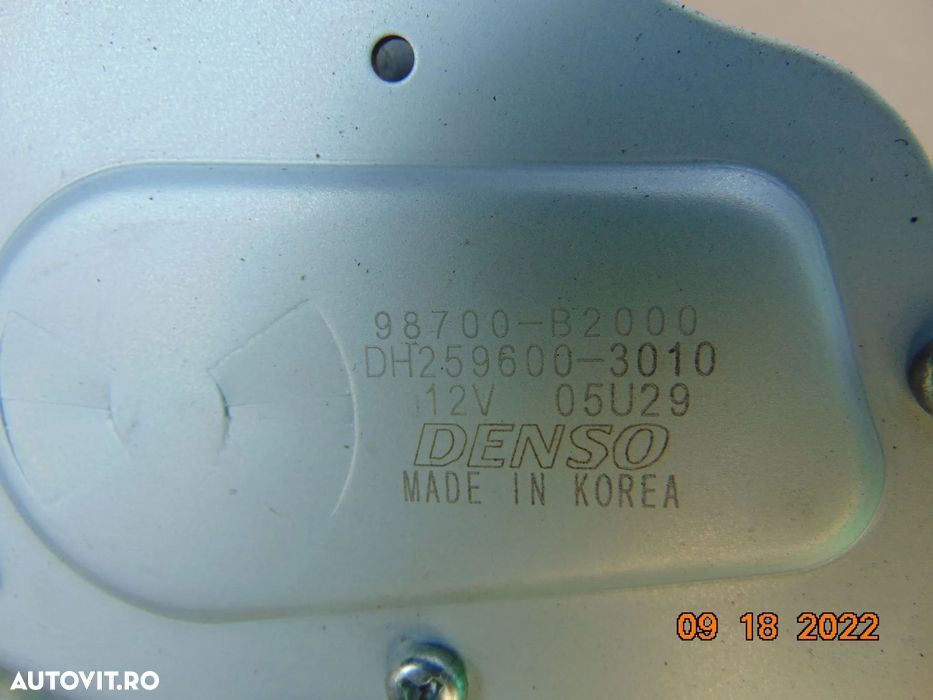 98700-B2000
DH259600-3010
12V 05U29
DENSO
MADE IN KOREA
09 18 2022
AUTOVIT.RO